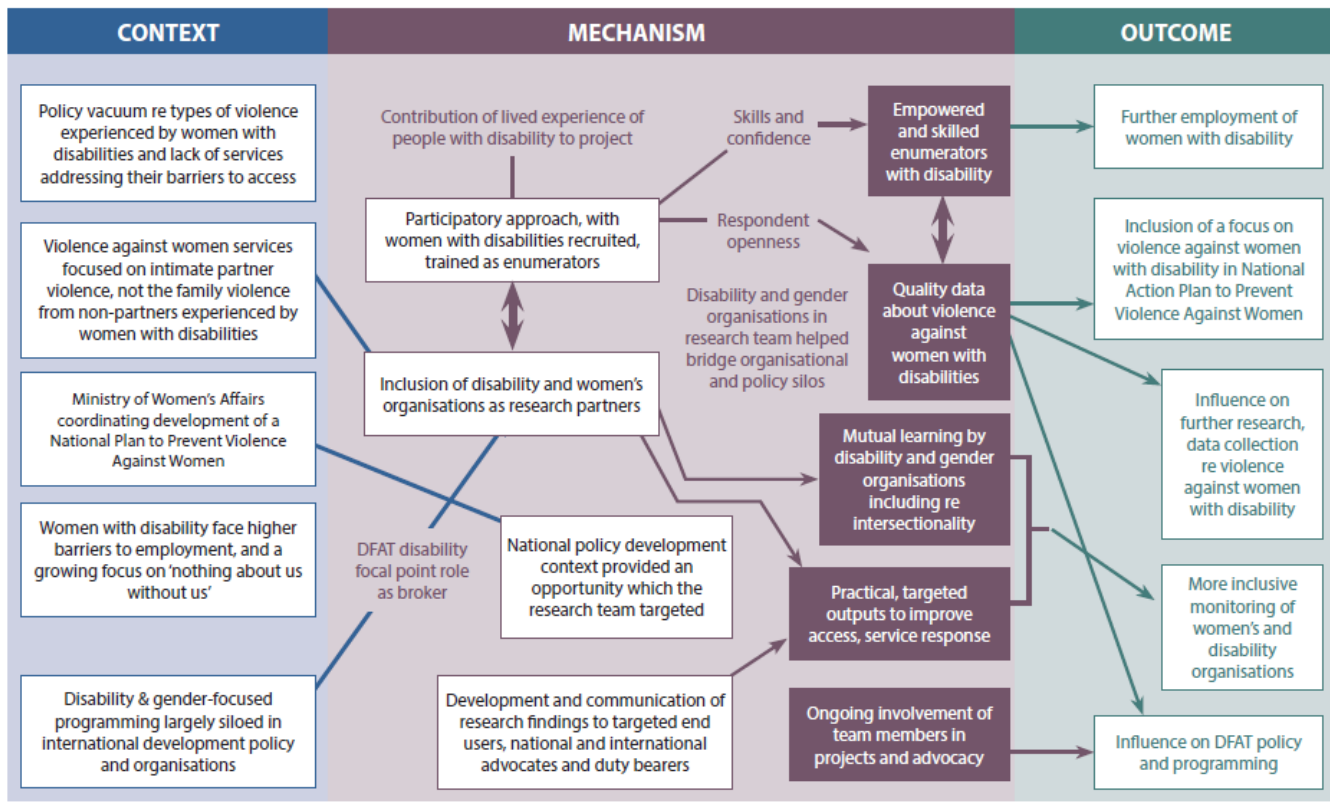 CONTEXT
MECHANISM
OUTCOME
Policy vacuum re types of violence
experienced by women with
disabilities and lack of services
addressing their barriers to access
Violence against women services
focused on intimate partner
violence, not the family violence
from non-partners experienced by
women with disabilities
Ministry of Women's Affairs
coordinating development of a
National Plan to Prevent Violence
Against Women
Women with disability face higher
barriers to employment, and a
growing focus on ‘nothing about us
without us’
Disability & gender-focused
programming largely siloed in
international development policy
and organisations
Contribution of lived experience of
people with disability to project
Participatory approach, with
women with disabilities recruited,
trained as enumerators
Inclusion of disability and women's
organisations as research partners
DFAT disability
focal point role
as broker
National policy development
context provided an
opportunity which the
research team targeted
Development and communication of
research findings to targeted end
users, national and international
advocates and duty bearers
Skills and
confidence
Respondent
openness
Disability and gender
organisations in
research team helped
bridge organisational
and policy silos
Empowered
and skilled
enumerators
with disability
Quality data
about violence
against
women with
disabilities
Mutual learning by
disability and gender
organisations
including re
intersectionality
Practical, targeted
outputs to improve
access, service response
Ongoing involvement of
team members in
projects and advocacy
Further employment of
women with disability
Inclusion of a focus on
violence against women
with disability in National
Action Plan to Prevent
Violence Against Women
Influence on
further research,
data collection
re violence
against women
with disability
More inclusive
monitoring of
women's and
disability
organisations
Influence on DFAT policy
and programming